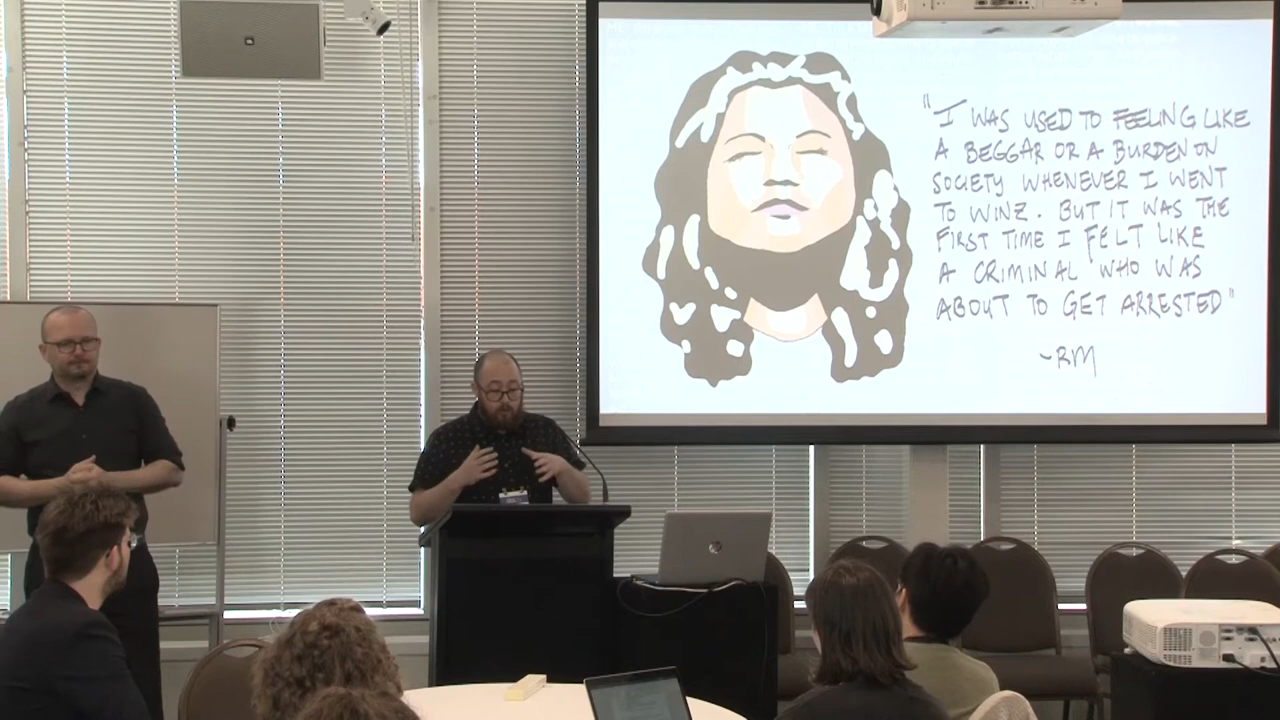 "I WAS USED TO FEELING LIKE
A BEGGAR OR A BURDEN ON
SOCIETY WHENEVER I WENT
TO WINZ. BUT IT WAS THE
FIRST TIME I FELT LIKE
A CRIMINAL WHO WAS
ABOUT TO GET ARRESTED"
~RM
hp